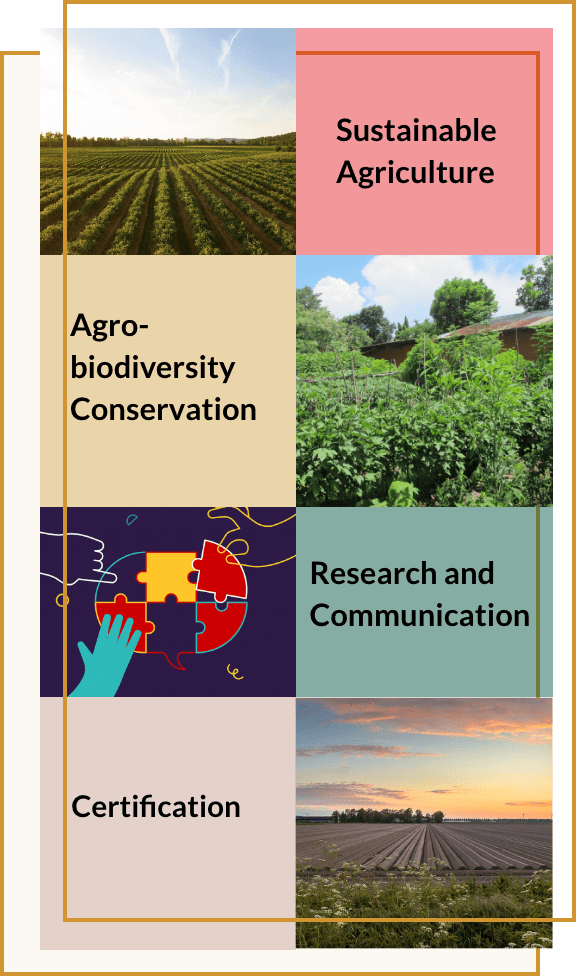 Sustainable
Agriculture
Agro-
biodiversity
Conservation
Research and
Communication
Certification